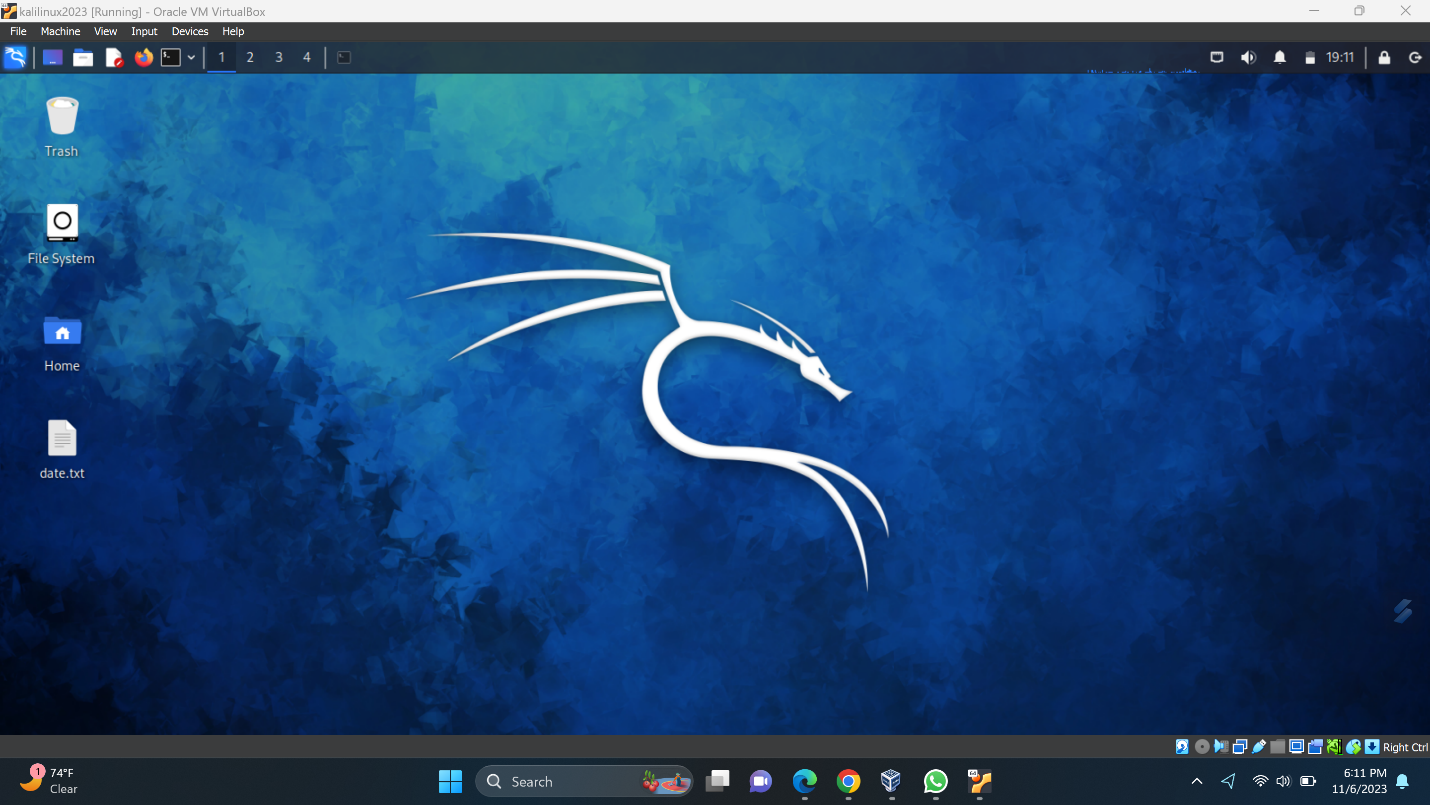 kalilinux2023 [Running] - Oracle VM VirtualBox
File Machine View Input Devices Help
1 2 3 4 19:11
Trash
File System
Home
date.txt
Right Ctrl
1
74°F
Clear
Search
6:11 PM
11/6/2023